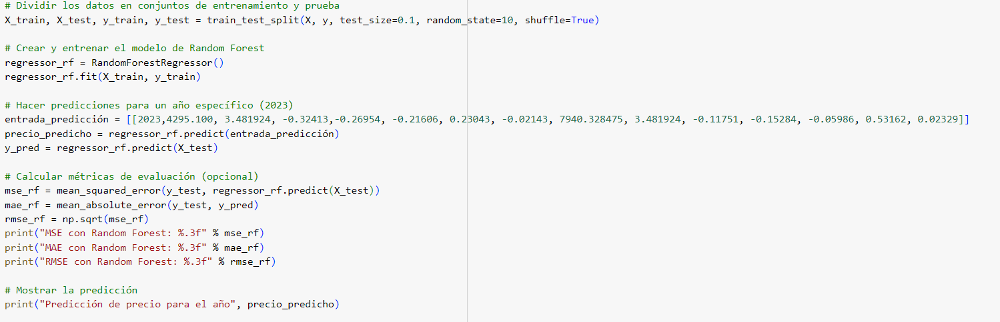 # Dividir los datos en conjuntos de entrenamiento y prueba
X_train, X_test, y_train, y_test = train_test_split(X, y, test_size=0.1, random_state=10, shuffle=True)
# Crear y entrenar el modelo de Random Forest
regressor_rf = RandomForestRegressor()
regressor_rf.fit(X_train, y_train)
# Hacer predicciones para un año específico (2023)
entrada_predicción = [[2023,4295.100, 3.481924, -0.32413,-0.26954, -0.21606, 0.23043, -0.02143, 7940.328475, 3.481924, -0.11751, -0.15284, -0.05986, 0.53162, 0.02329]]
precio_predicho = regressor_rf.predict(entrada_predicción)
y_pred = regressor_rf.predict(X_test)
# Calcular métricas de evaluación (opcional)
mse_rf = mean_squared_error(y_test, regressor_rf.predict(X_test))
mae_rf = mean_absolute_error(y_test, y_pred)
rmse_rf = np.sqrt(mse_rf)
print("MSE con Random Forest: %.3f" % mse_rf)
print("MAE con Random Forest: %.3f" % mae_rf)
print("RMSE con Random Forest: %.3f" % rmse_rf)
# Mostrar la predicción
print("Predicción de precio para el año", precio_predicho)